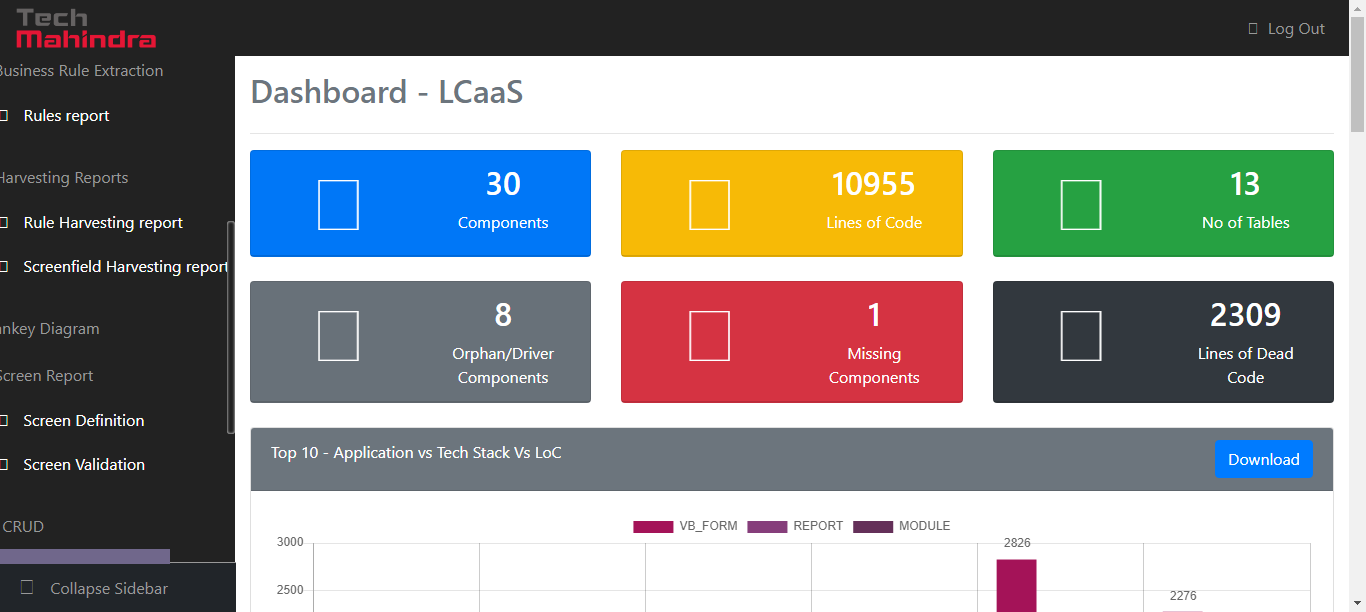 Tech
Mahindra
Log Out
Business Rule Extraction
Rules report
Harvesting Reports
Rule Harvesting report
Screenfield Harvesting report
ankey Diagram
Screen Report
Screen Definition
Screen Validation
CRUD
Collapse Sidebar
Dashboard - LCaaS
30
Components
10955
Lines of Code
13
No of Tables
8
Orphan/Driver
Components
1
Missing
Components
2309
Lines of Dead
Code
Top 10 - Application vs Tech Stack Vs LoC
Download
VB_FORM REPORT MODULE
3000
2826
2500
2276